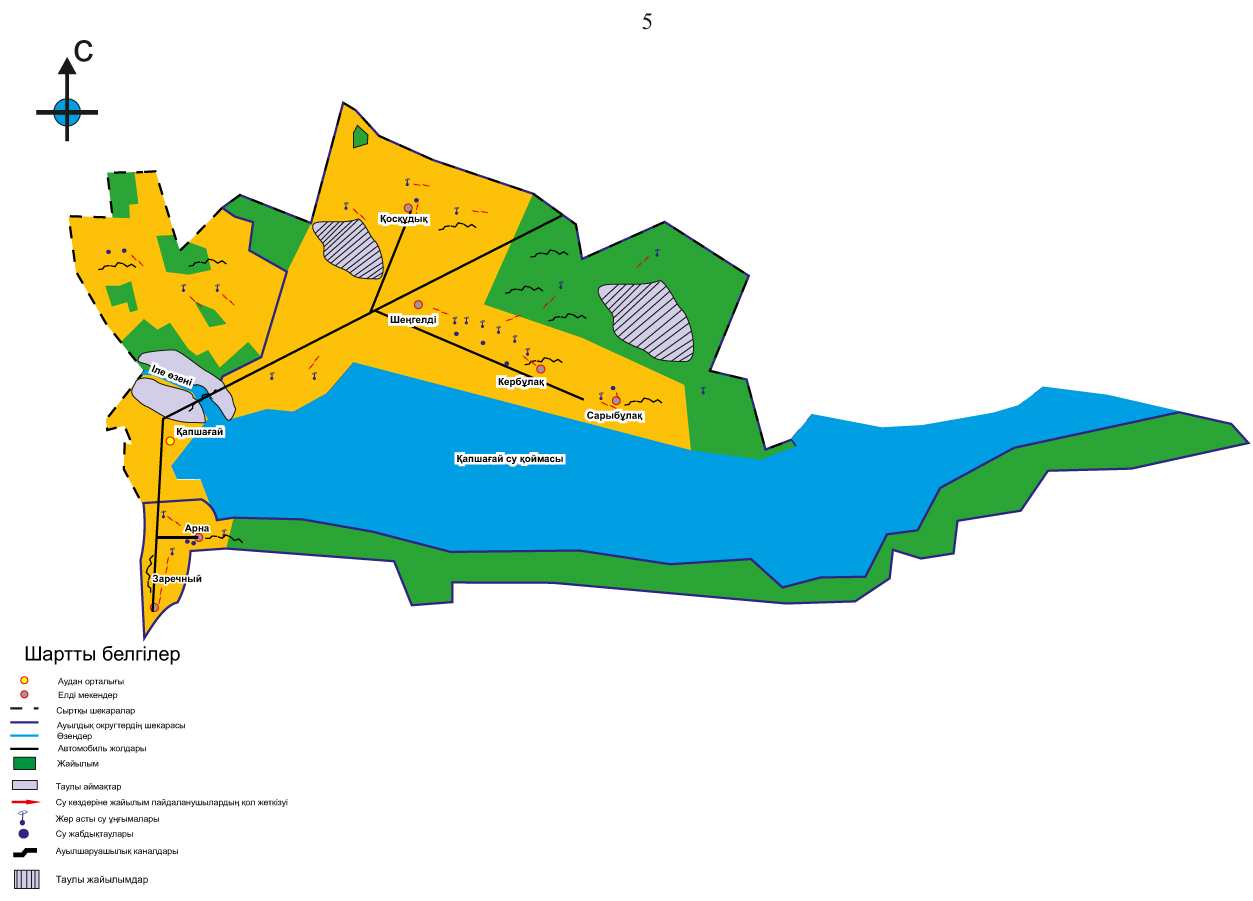 5
С
Қосқұдық
Шеңгелді
Іле өзені
Кербұлақ
Сарыбұлақ
Қапшағай
Қапшағай су қоймасы
Арна
Заречный
Шартты белгілер
Аудан орталығы
Елді мекендер
Сыртқы шекаралар
Ауылдық округтердің шекарасы
Өзендер
Автомобиль жолдары
Жайылым
Таулы аймақтар
Су көздеріне жайылым пайдаланушылардың қол жеткізуі
Жер асты су ұңғымалары
Су жабдықтаулары
Ауылшаруашылық каналдары
Таулы жайылымдар